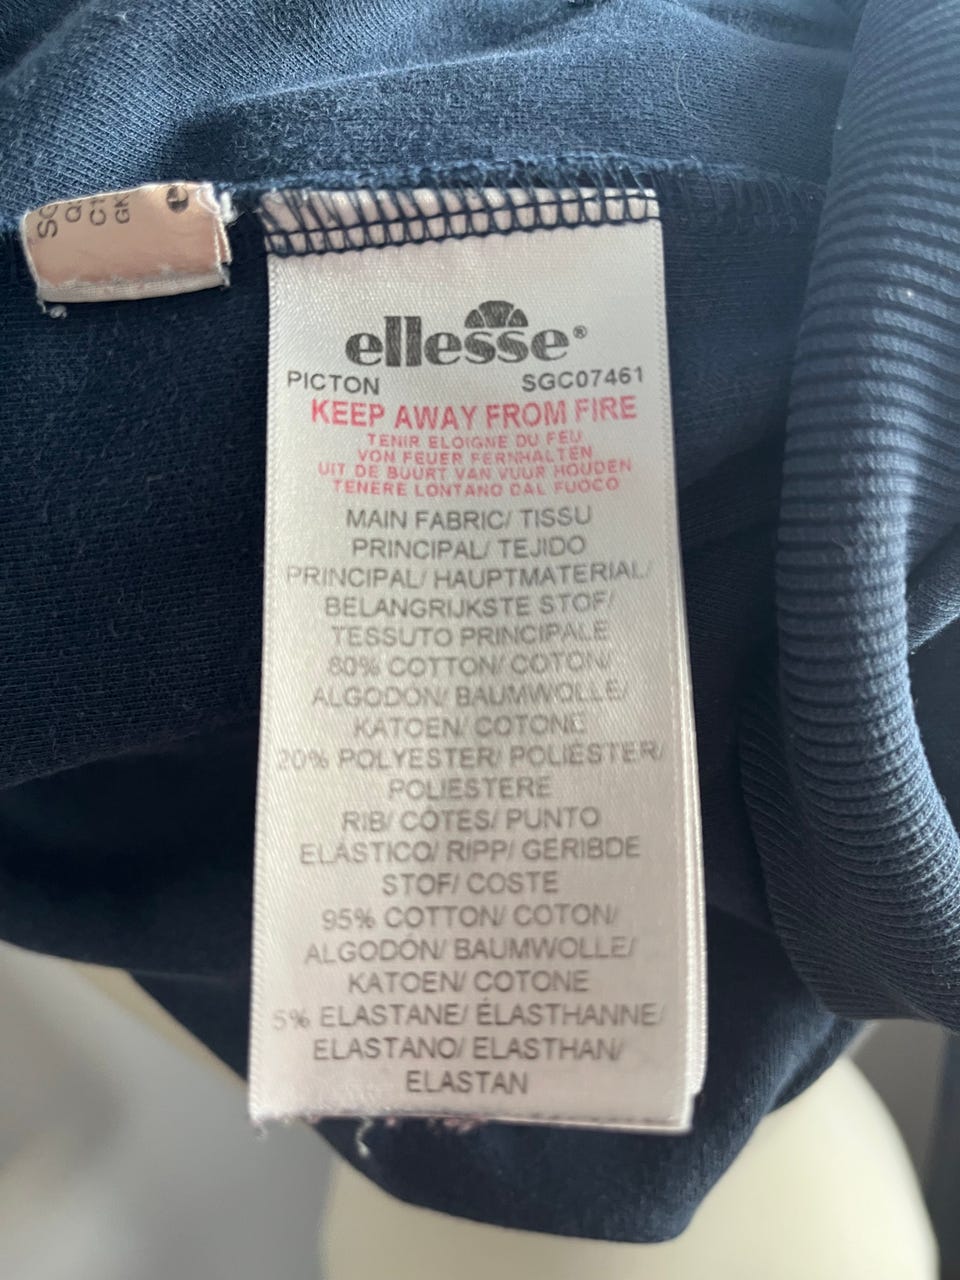 ellesse®
PICTON SGC07461
KEEP AWAY FROM FIRE
TENIR ELOIGNE DU FEU
VON FEUER FERNHALTEN
UIT DE BUURT VAN VUUR HOUDEN
TENERE LONTANO DAL FUOCO
MAIN FABRIC/ TISSU
PRINCIPAL/ TEJIDO
PRINCIPAL/ HAUPTMATERIAL/
BELANGRIJKSTE STOF/
TESSUTO PRINCIPALE
80% COTTON/ COTON/
ALGODON/ BAUMWOLLE/
KATOEN/ COTONE
20% POLYESTER/ POLIÉSTER/
POLIESTERE
RIB/ CÔTES/ PUNTO
ELÁSTICO/ RIPP/ GERIBDE
STOF/ COSTE
95% COTTON/ COTON/
ALGODÓN/ BAUMWOLLE/
KATOEN/ COTONE
5% ELASTANE/ ÉLASTHANNE/
ELASTANO/ ELASTHAN/
ELASTAN